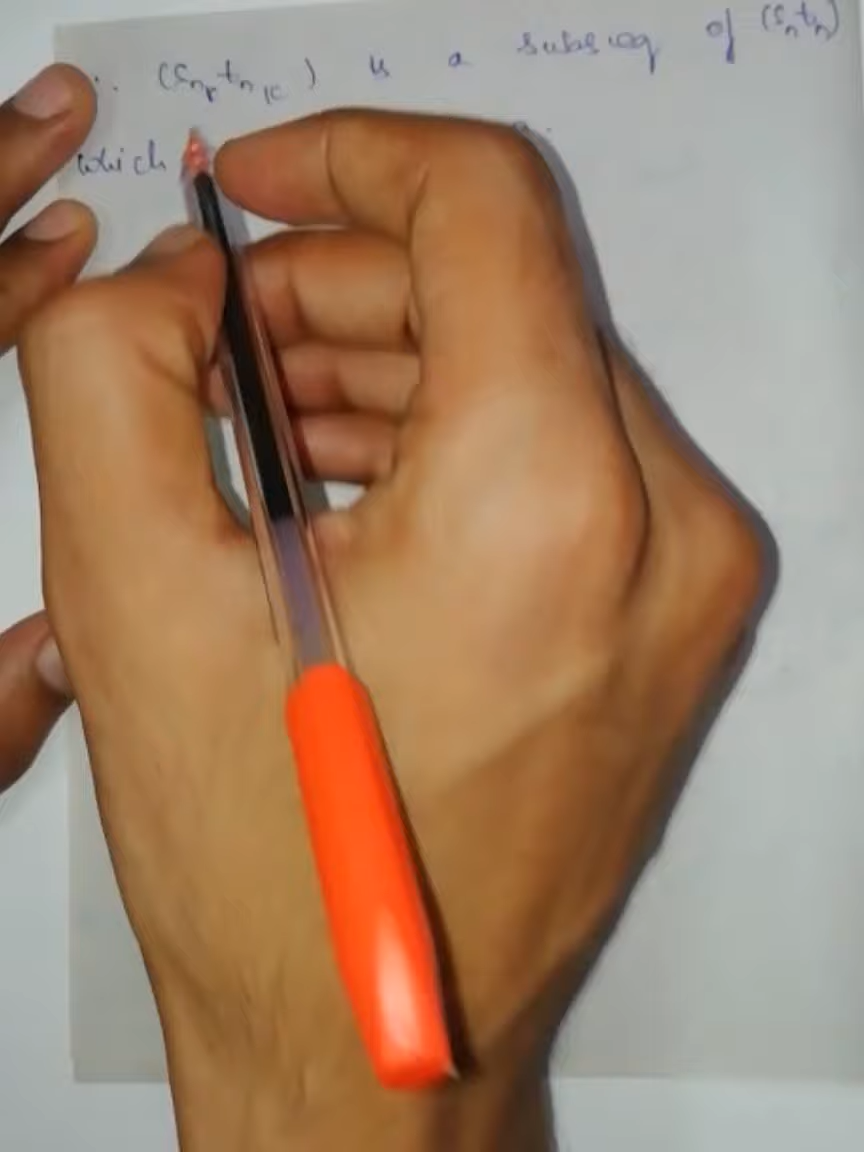 ∴ (s_{n_k} t_{n_k}) is a subseq of (s_n t_n)
which